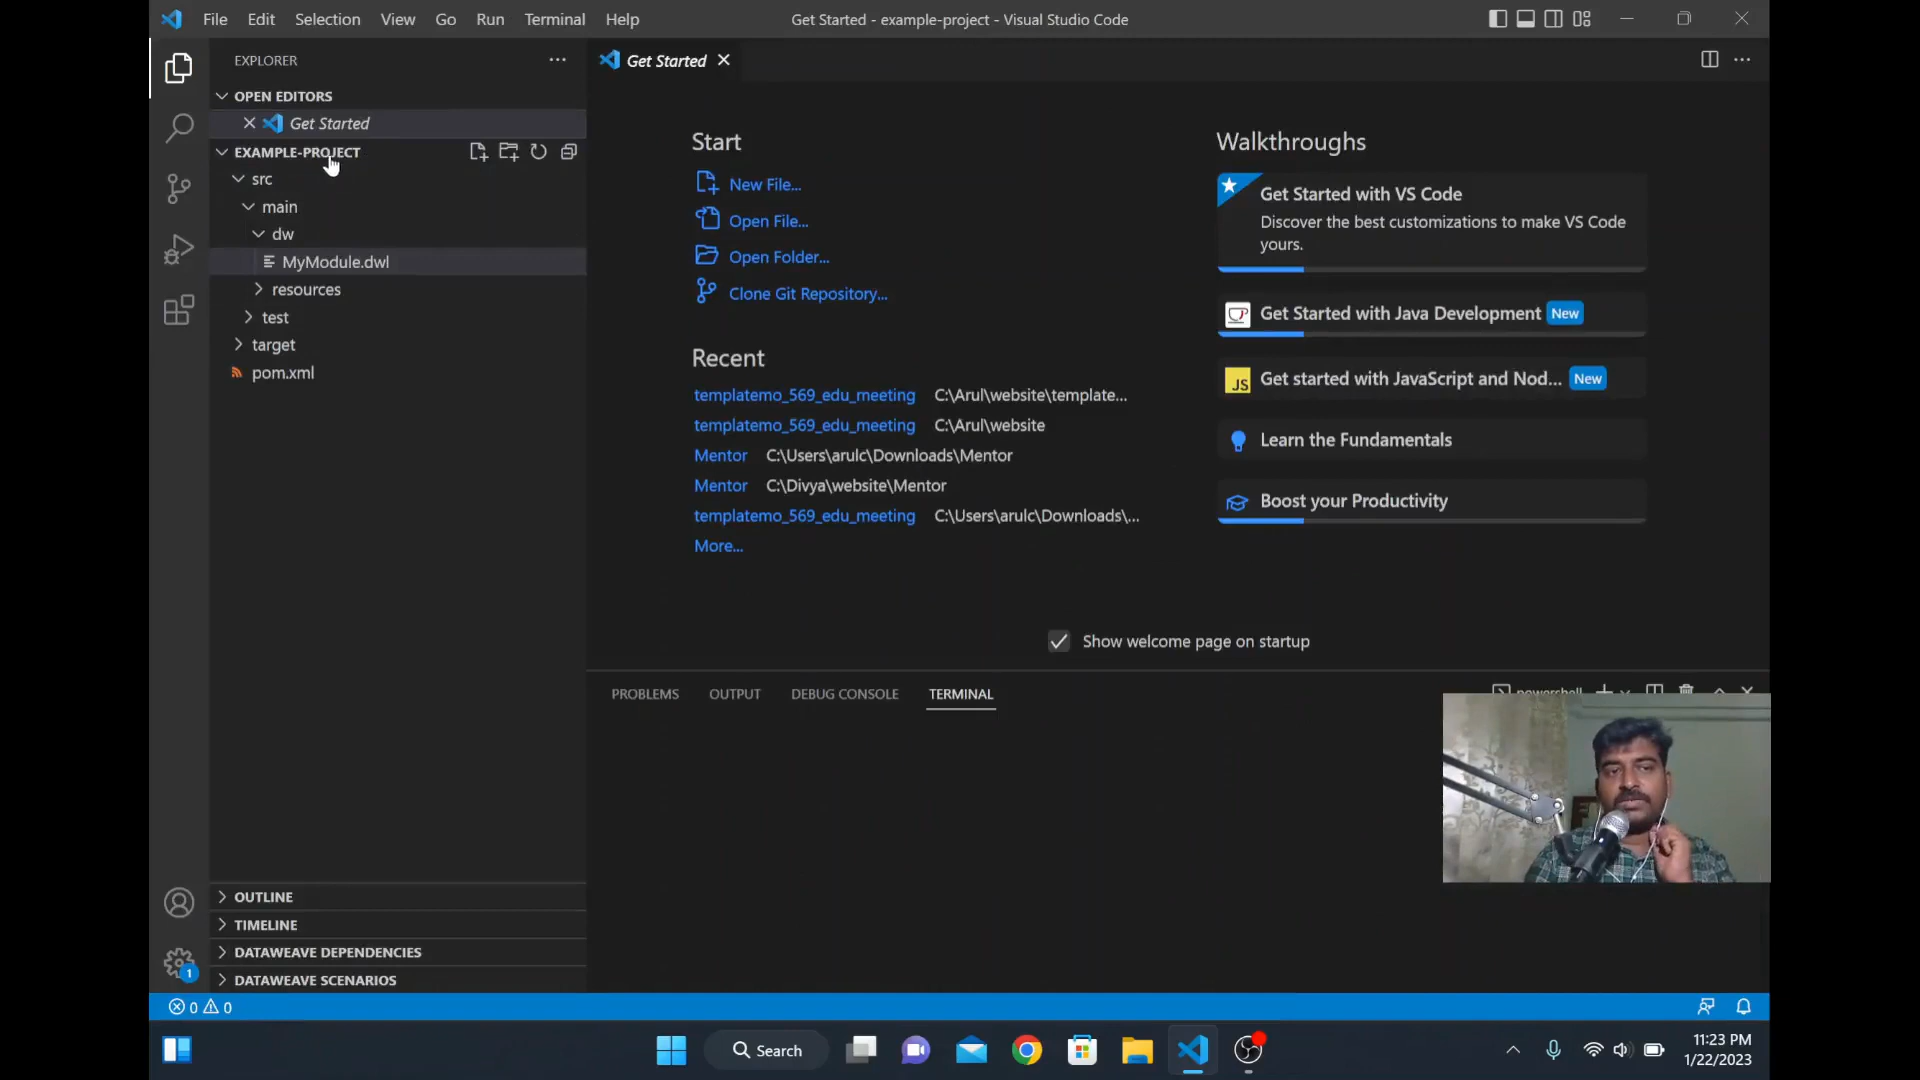 File Edit Selection View Go Run Terminal Help
Get Started - example-project - Visual Studio Code
EXPLORER
OPEN EDITORS
Get Started
EXAMPLE-PROJECT
src
main
dw
MyModule.dwl
resources
test
target
pom.xml
OUTLINE
TIMELINE
DATAWEAVE DEPENDENCIES
DATAWEAVE SCENARIOS
Get Started
Start
New File...
Open File...
Open Folder...
Clone Git Repository...
Recent
templatemo_569_edu_meeting C:\Arul\website\template...
templatemo_569_edu_meeting C:\Arul\website
Mentor C:\Users\arulc\Downloads\Mentor
Mentor C:\Divya\website\Mentor
templatemo_569_edu_meeting C:\Users\arulc\Downloads\...
More...
Walkthroughs
Get Started with VS Code
Discover the best customizations to make VS Code
yours.
Get Started with Java Development New
JS Get started with JavaScript and Nod... New
Learn the Fundamentals
Boost your Productivity
Show welcome page on startup
PROBLEMS OUTPUT DEBUG CONSOLE TERMINAL
powershell
1
0 0
Search
11:23 PM
1/22/2023